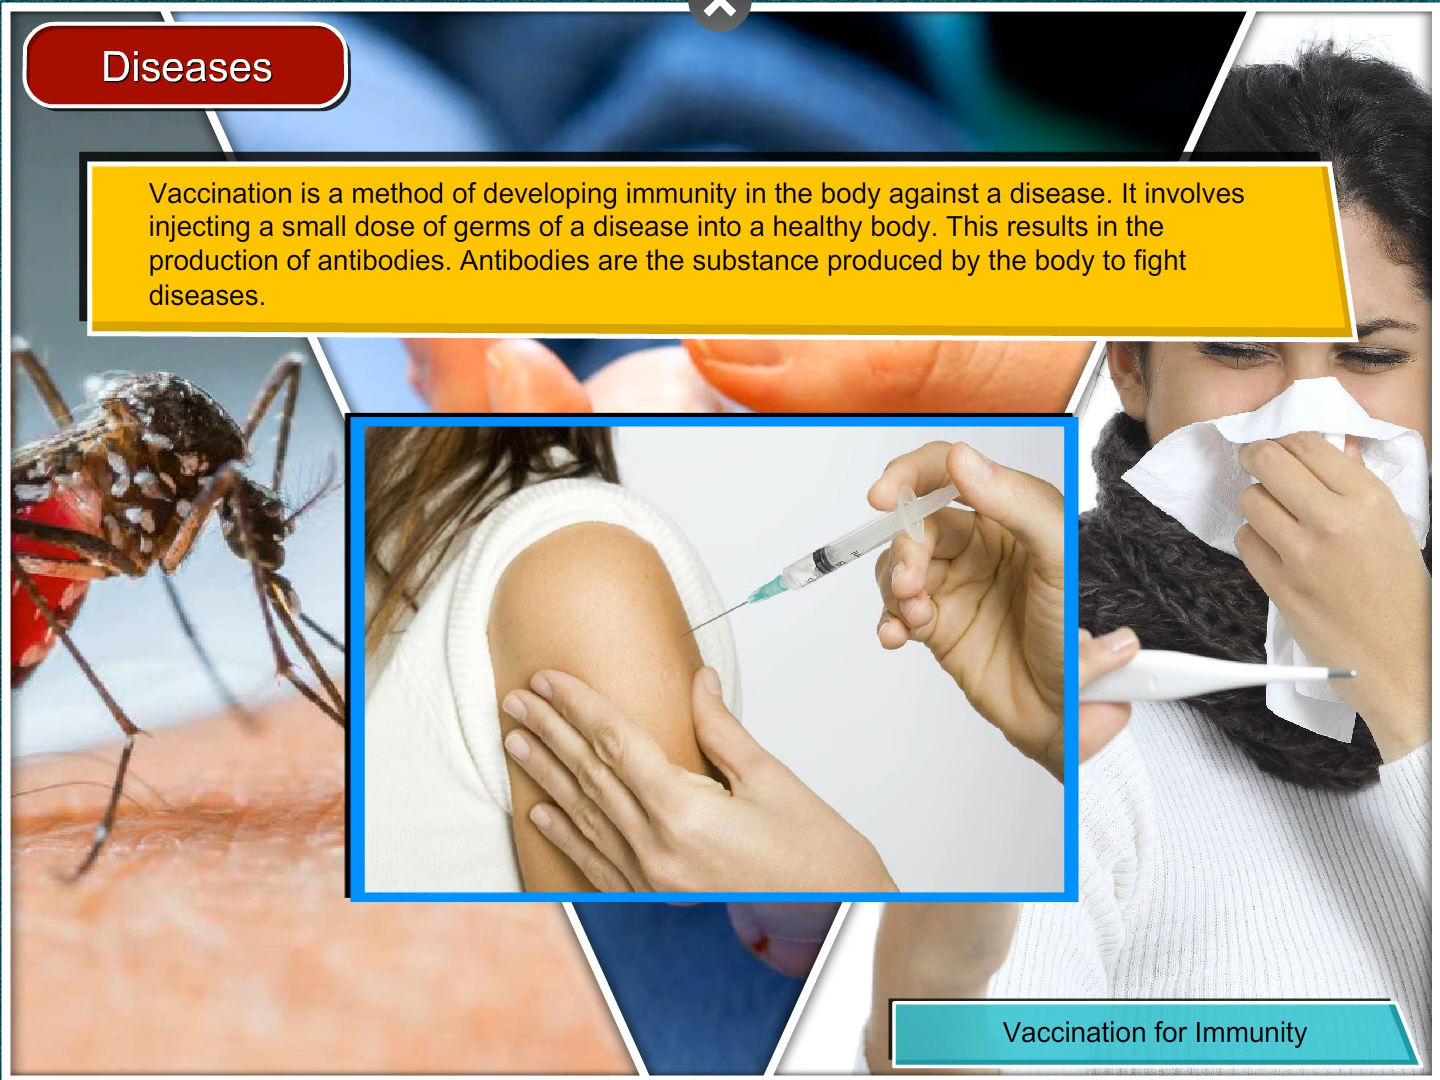 Diseases
Vaccination is a method of developing immunity in the body against a disease. It involves
injecting a small dose of germs of a disease into a healthy body. This results in the
production of antibodies. Antibodies are the substance produced by the body to fight
diseases.
Vaccination for Immunity